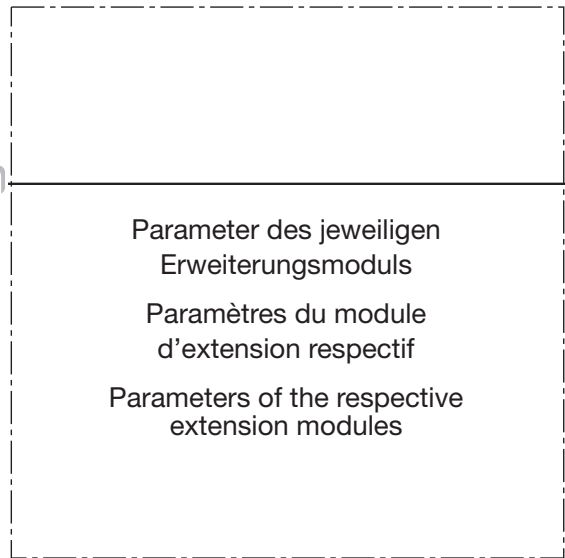 Parameter des jeweiligen
Erweiterungsmoduls
Paramètres du module
d’extension respectif
Parameters of the respective
extension modules